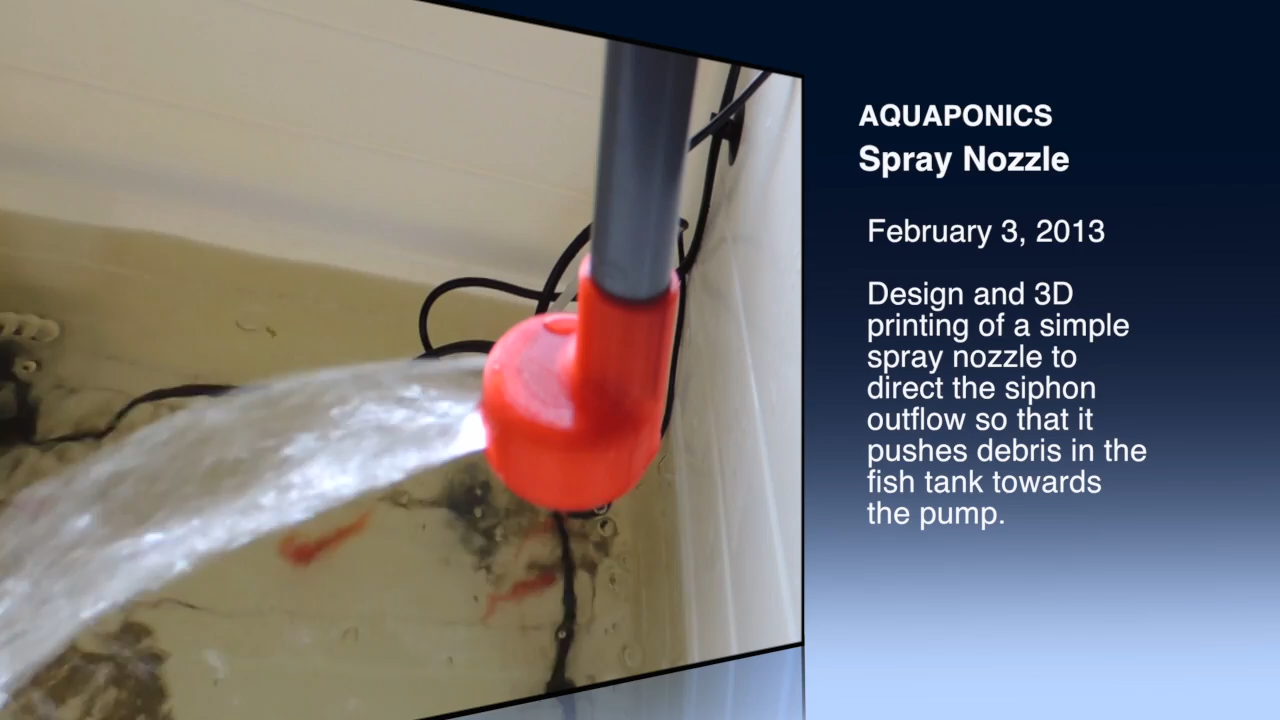 AQUAPONICS
Spray Nozzle
February 3, 2013
Design and 3D
printing of a simple
spray nozzle to
direct the siphon
outflow so that it
pushes debris in the
fish tank towards
the pump.